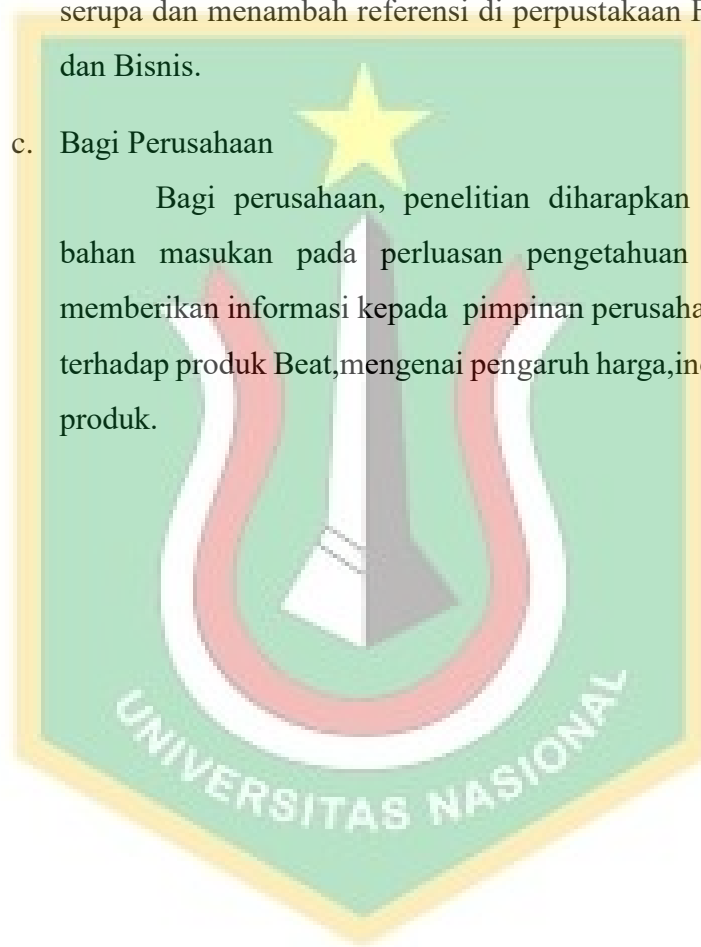 serupa dan menambah referensi di perpustakaan
dan Bisnis.
c. Bagi Perusahaan
Bagi perusahaan, penelitian diharapkan
bahan masukan pada perluasan pengetahuan
memberikan informasi kepada pimpinan
terhadap produk Beat,mengenai pengaruh harga,
produk.
UNIVERSITAS NASIONAL